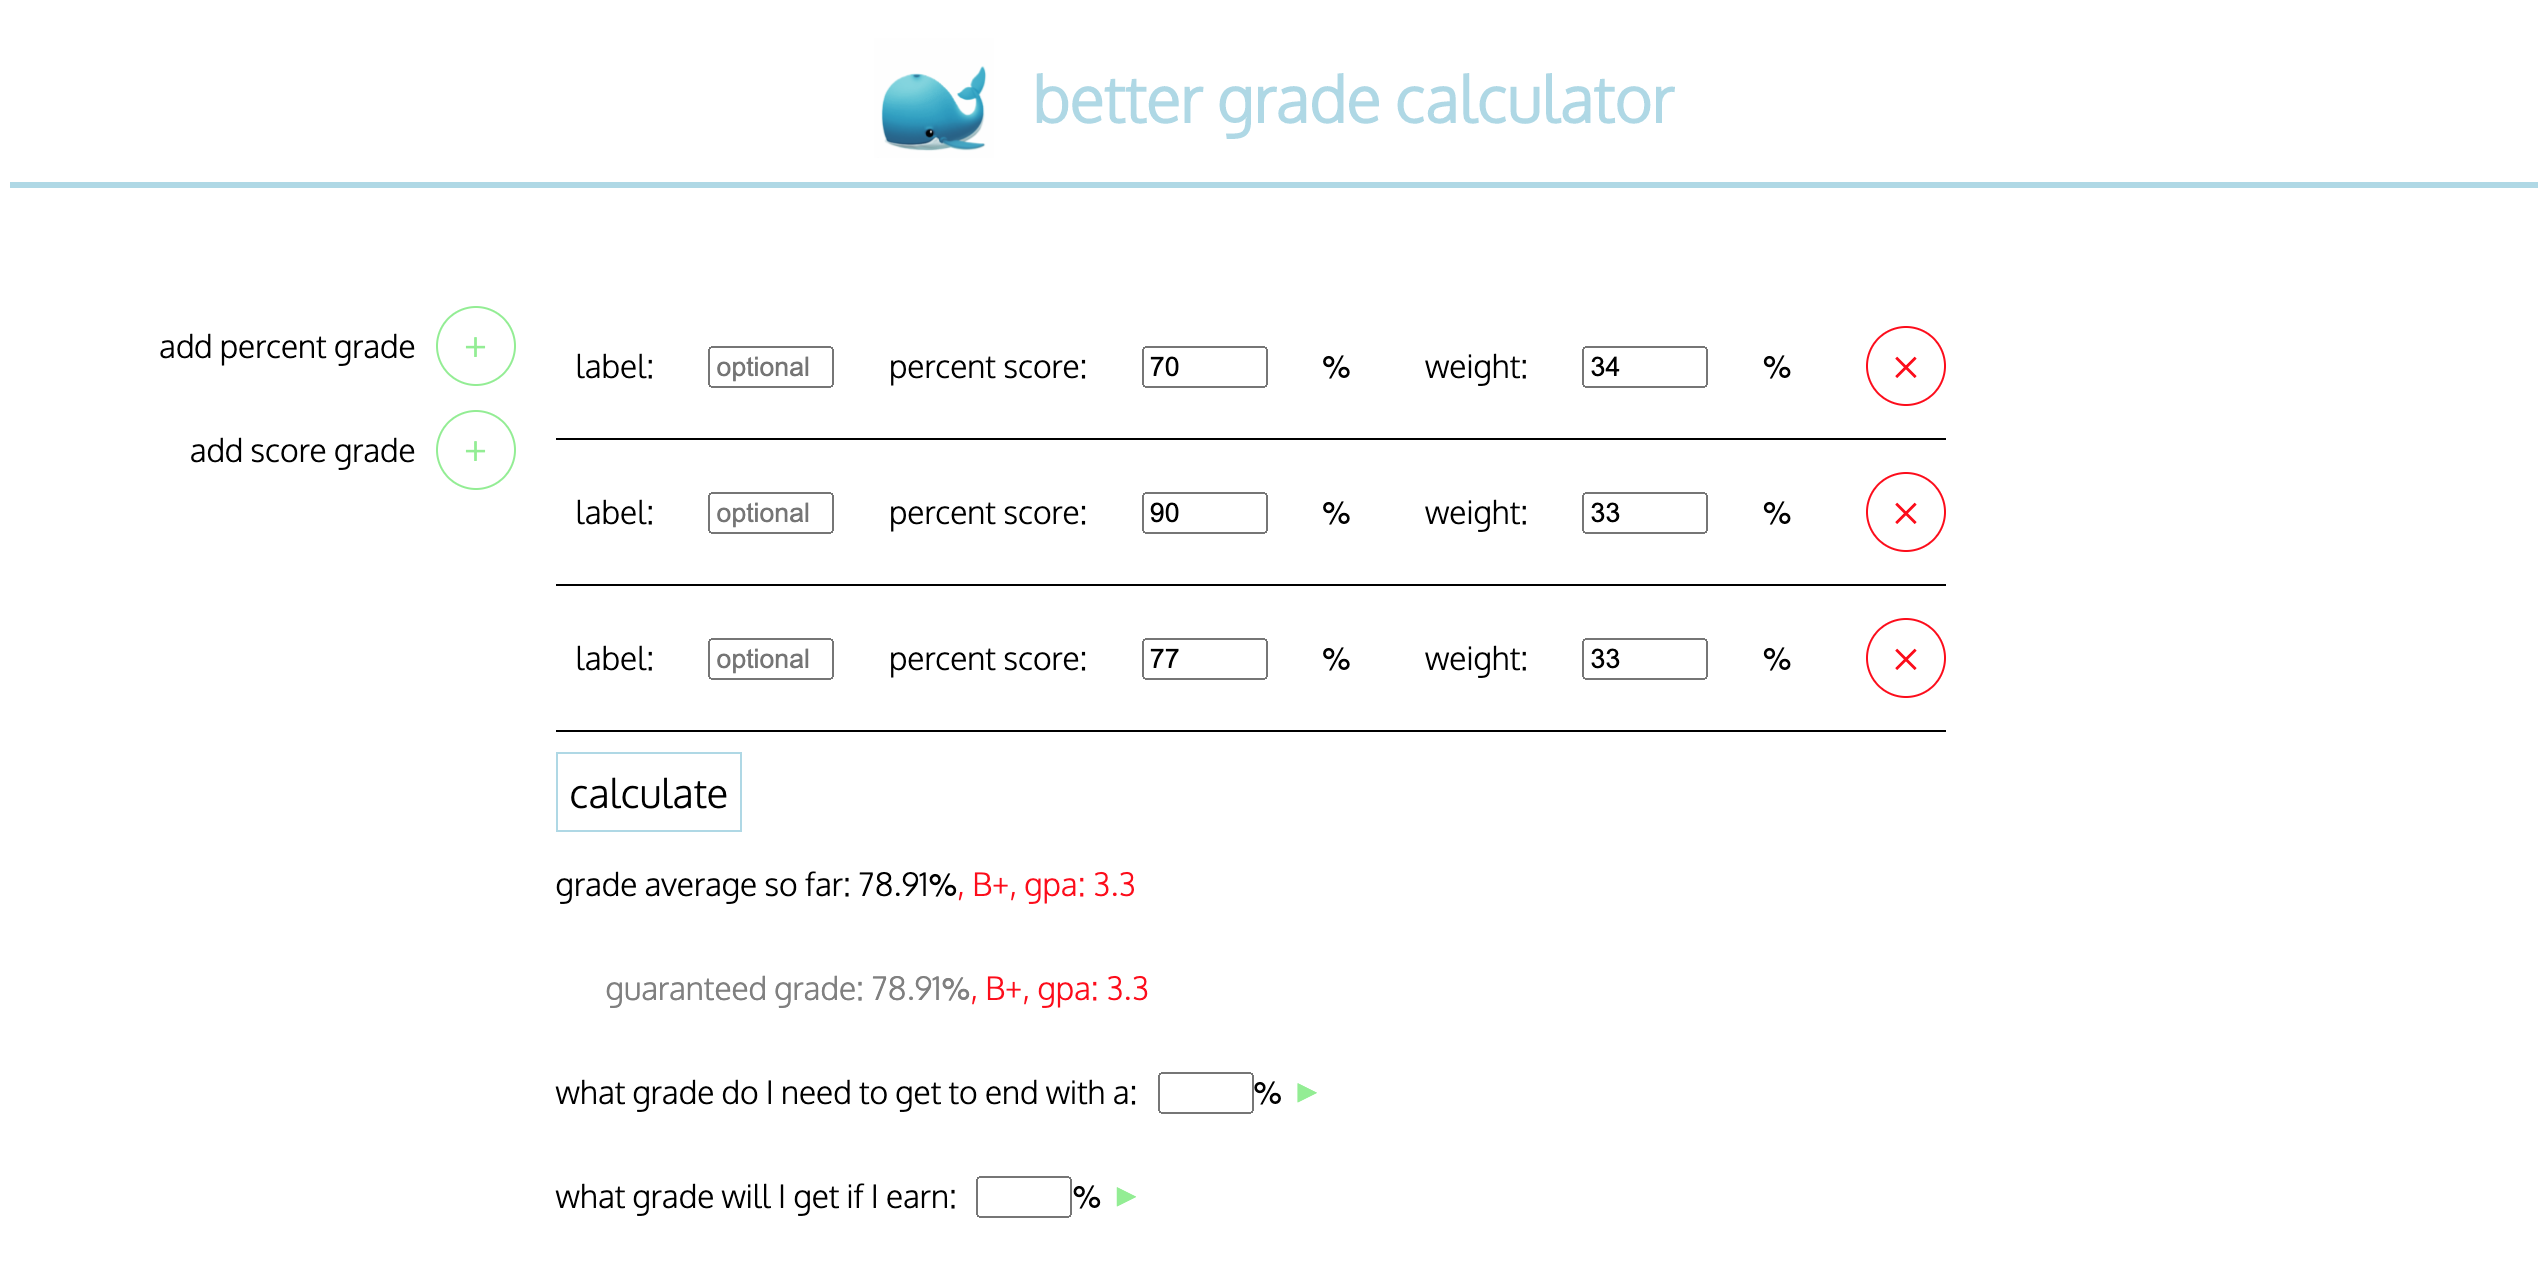 better grade calculator
add percent grade +
add score grade +
label: optional percent score: 70 % weight: 34 % ×
label: optional percent score: 90 % weight: 33 % ×
label: optional percent score: 77 % weight: 33 % ×
calculate
grade average so far: 78.91%, B+, gpa: 3.3
guaranteed grade: 78.91%, B+, gpa: 3.3
what grade do I need to get to end with a: %
what grade will I get if I earn: %